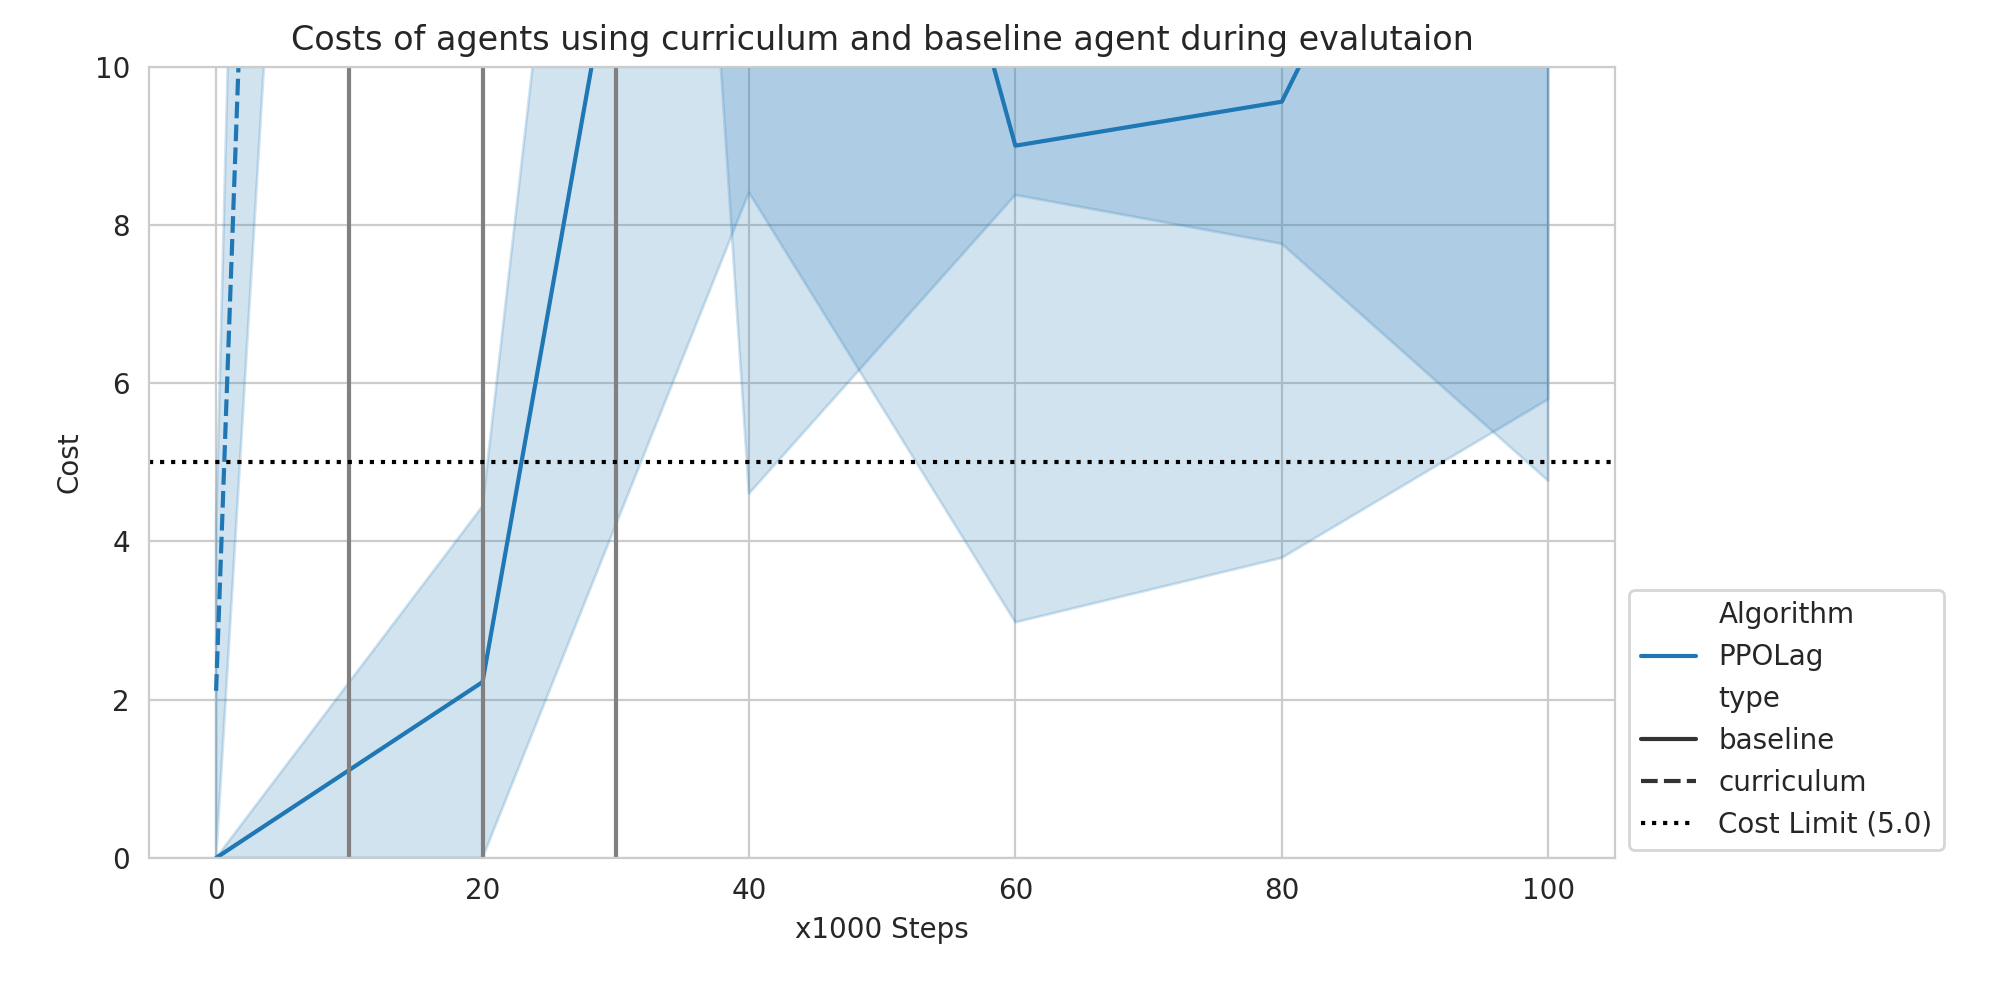 Costs of agents using curriculum and baseline agent during evalutaion
10
8
6
4
2
0
Cost
0 20 40 60 80 100
x1000 Steps
Algorithm
PPOLag
type
baseline
curriculum
Cost Limit (5.0)